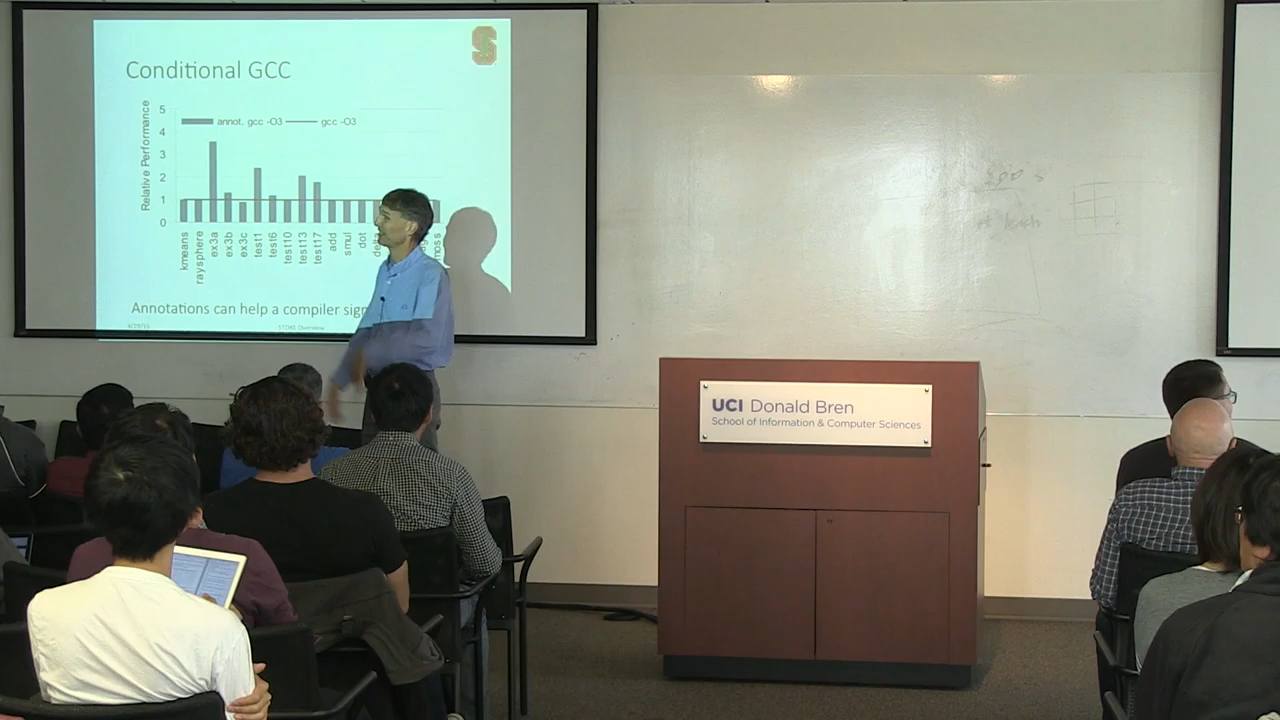 S
Conditional GCC
5
annot. gcc -O3 gcc -O3
4
3
2
1
0
Relative Performance
kmeans
raysphere
ex3a
ex3b
ex3c
test1
test6
test10
test13
test17
add
smul
dot
Annotations can help a compiler
STOKE Overview
UCI Donald Bren
School of Information & Computer Sciences